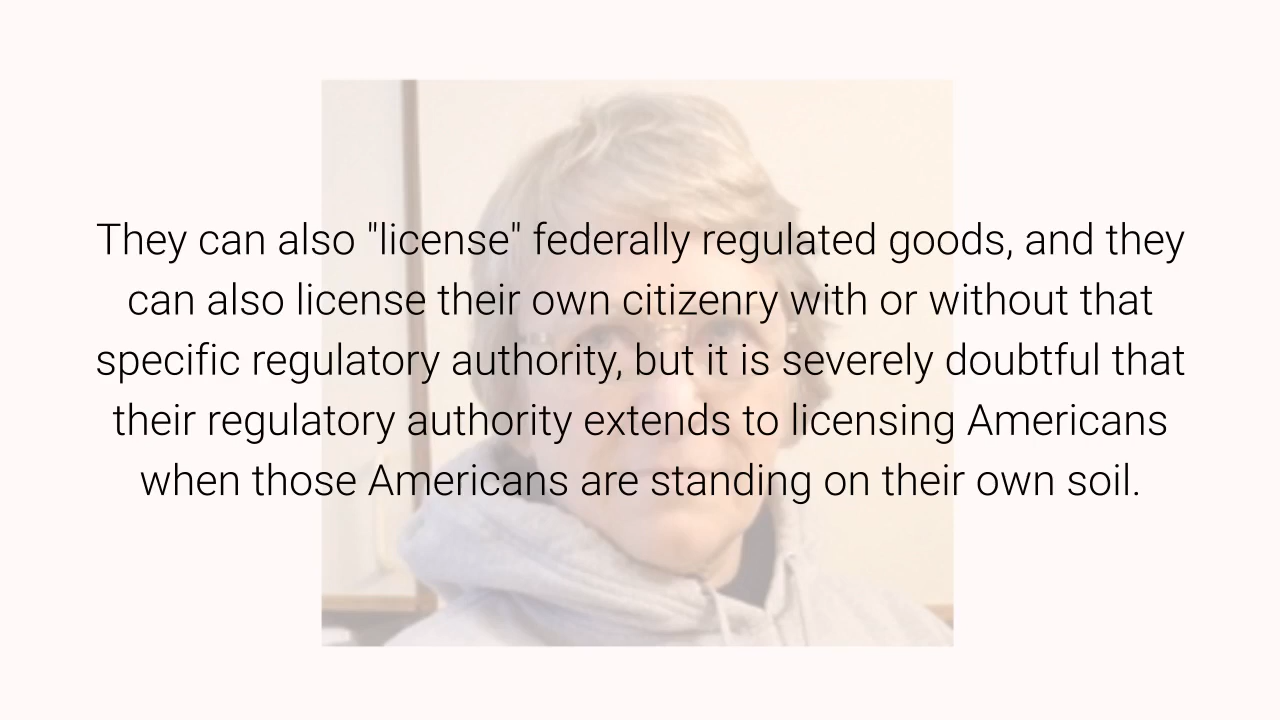 They can also "license" federally regulated goods, and they
can also license their own citizenry with or without that
specific regulatory authority, but it is severely doubtful that
their regulatory authority extends to licensing Americans
when those Americans are standing on their own soil.